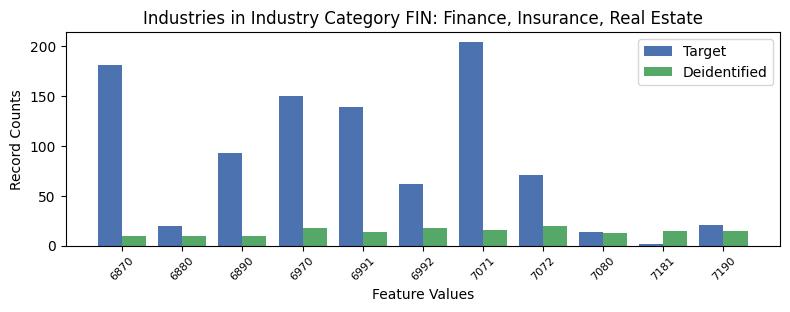 Industries in Industry Category FIN: Finance, Insurance, Real Estate
Target
Deidentified
Record Counts
200
150
100
50
0
6870 6880 6890 6970 6991 6992 7071 7072 7080 7181 7190
Feature Values